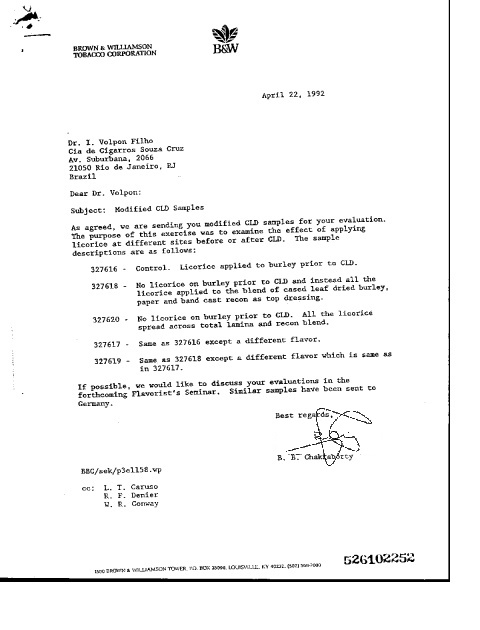 BROWN & WILLIAMSON
TOBACCO CORPORATION
B&W
April 22, 1992
Dr. I. Volpon Filho
Cia de Cigarros Souza Cruz
Av. Suburbana, 2066
21050 Rio de Janeiro, RJ
Brazil
Dear Dr. Volpon:
Subject: Modified CLD Samples
As agreed, we are sending you modified CLD samples for your evaluation.
The purpose of this exercise was to examine the effect of applying
licorice at different sites before or after CLD. The sample
descriptions are as follows:
327616 - Control. Licorice applied to burley prior to CLD.
327618 - No licorice on burley prior to CLD and instead all the
licorice applied to the blend of cased leaf dried burley,
paper and band cast recon as top dressing.
327620 - No licorice on burley prior to CLD. All the licorice
spread across total lamina and recon blend.
327617 - Same as 327616 except a different flavor.
327619 - Same as 327618 except a different flavor which is same as
in 327617.
If possible, we would like to discuss your evaluations in the
forthcoming Flavorist's Seminar. Similar samples have been sent to
Germany.
Best regards,
B. B. Chakraborty
BBC/sek/p3ell58.wp
cc: L. T. Caruso
R. F. Denier
W. R. Conway
1500 BROWN & WILLIAMSON TOWER, P.O. BOX 35090, LOUISVILLE, KY 40232, (502)
526102252